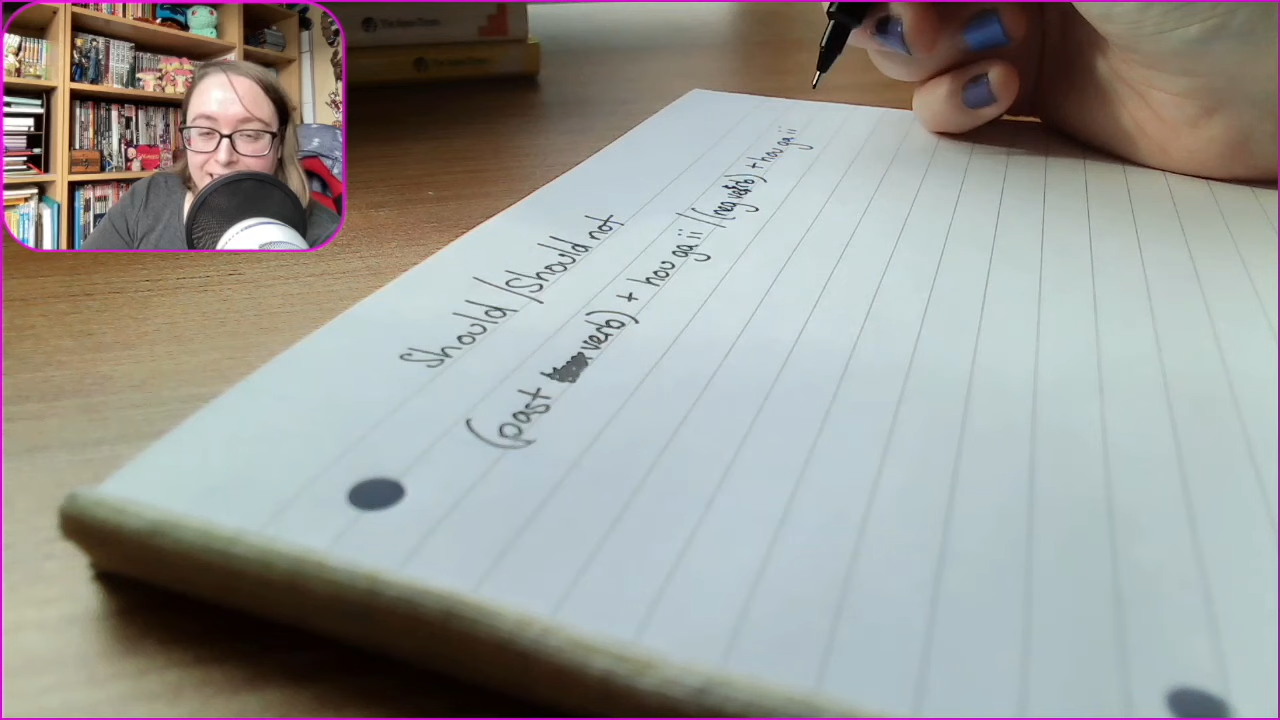 Should / Should not
(past verb) + hou ga ii / (neg verb) + hou ga ii